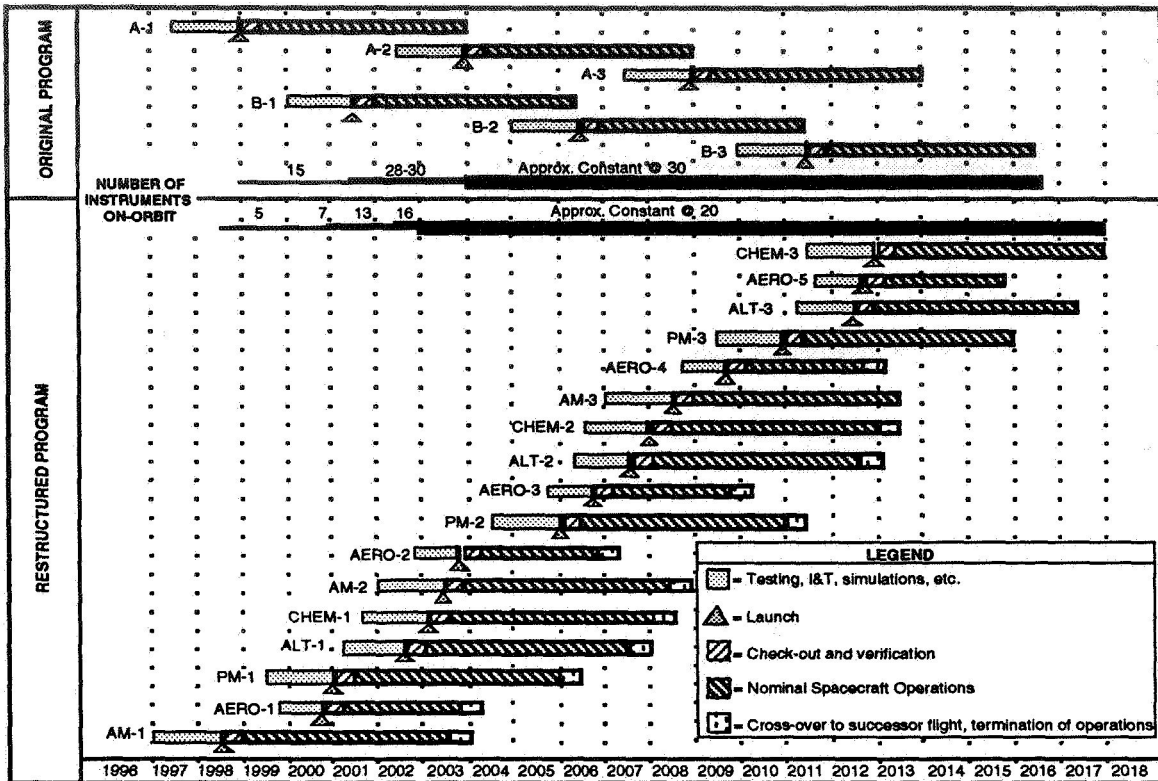 ORIGINAL PROGRAM
A-1
A-2
A-3
B-1
B-2
B-3
15
28-30
Approx. Constant @ 30
NUMBER OF
INSTRUMENTS
ON-ORBIT
5
7
13
16
Approx. Constant @ 20
RESTRUCTURED PROGRAM
CHEM-3
AERO-5
ALT-3
PM-3
AERO-4
AM-3
CHEM-2
ALT-2
AERO-3
PM-2
AERO-2
AM-2
CHEM-1
ALT-1
PM-1
AERO-1
AM-1
LEGEND
= Testing, I&T, simulations, etc.
= Launch
= Check-out and verification
= Nominal Spacecraft Operations
= Cross-over to successor flight, termination of operations
1996 1997 1998 1999 2000 2001 2002 2003 2004 2005 2006 2007 2008 2009 2010 2011 2012 2013 2014 2015 2016 2017 2018